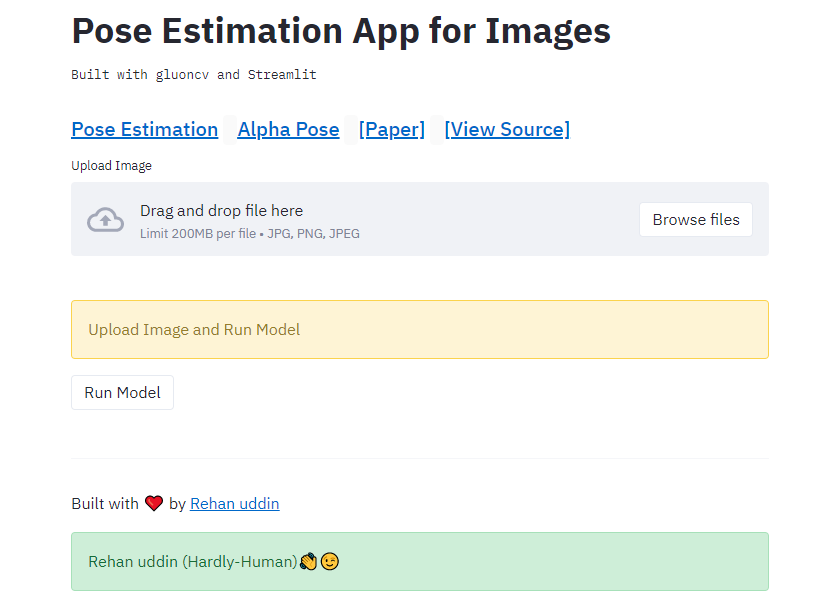 Pose Estimation App for Images
Built with gluoncv and Streamlit
Pose Estimation Alpha Pose [Paper] [View Source]
Upload Image
Drag and drop file here
Limit 200MB per file • JPG, PNG, JPEG
Browse files
Upload Image and Run Model
Run Model
Built with ❤️ by Rehan uddin
Rehan uddin (Hardly-Human)👏😉